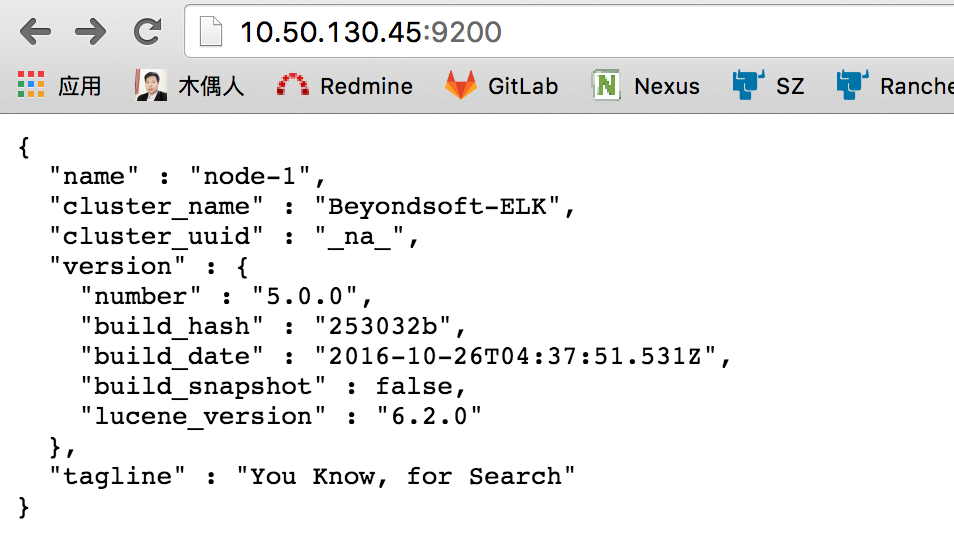 10.50.130.45:9200
应用 木偶人 Redmine GitLab Nexus SZ Ranche
{
"name" : "node-1",
"cluster_name" : "Beyondsoft-ELK",
"cluster_uuid" : "_na_",
"version" : {
"number" : "5.0.0",
"build_hash" : "253032b",
"build_date" : "2016-10-26T04:37:51.531Z",
"build_snapshot" : false,
"lucene_version" : "6.2.0"
},
"tagline" : "You Know, for Search"
}